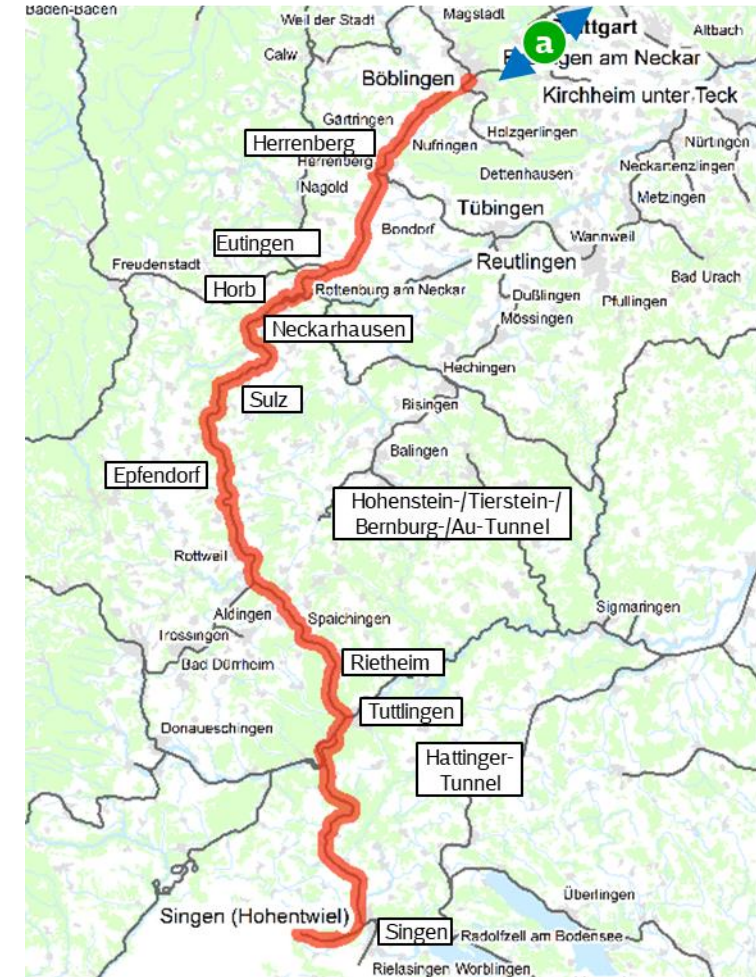 Baden-Baden
Weil der Stadt
Magstadt
a
Altbach
Calw
Böblingen
Kirchheim unter Teck
Gärtringen
Herrenberg
Nufringen
Holzgerlingen
Nürtingen
Herrenberg
Dettenhausen
Neckartenzlingen
Nagold
Metzingen
Tübingen
Eutingen
Bondorf
Wannweil
Freudenstadt
Reutlingen
Bad Urach
Horb
Rottenburg am Neckar
Dußlingen
Pfullingen
Mössingen
Neckarhausen
Hechingen
Sulz
Bisingen
Balingen
Epfendorf
Hohenstein-/Tierstein-/
Bernburg-/Au-Tunnel
Rottweil
Aldingen
Spaichingen
Sigmaringen
Trossingen
Rietheim
Bad Dürrheim
Tuttlingen
Donaueschingen
Hattinger-
Tunnel
Überlingen
Singen (Hohentwiel)
Singen
Radolfzell am Bodensee
Rielasingen Worblingen